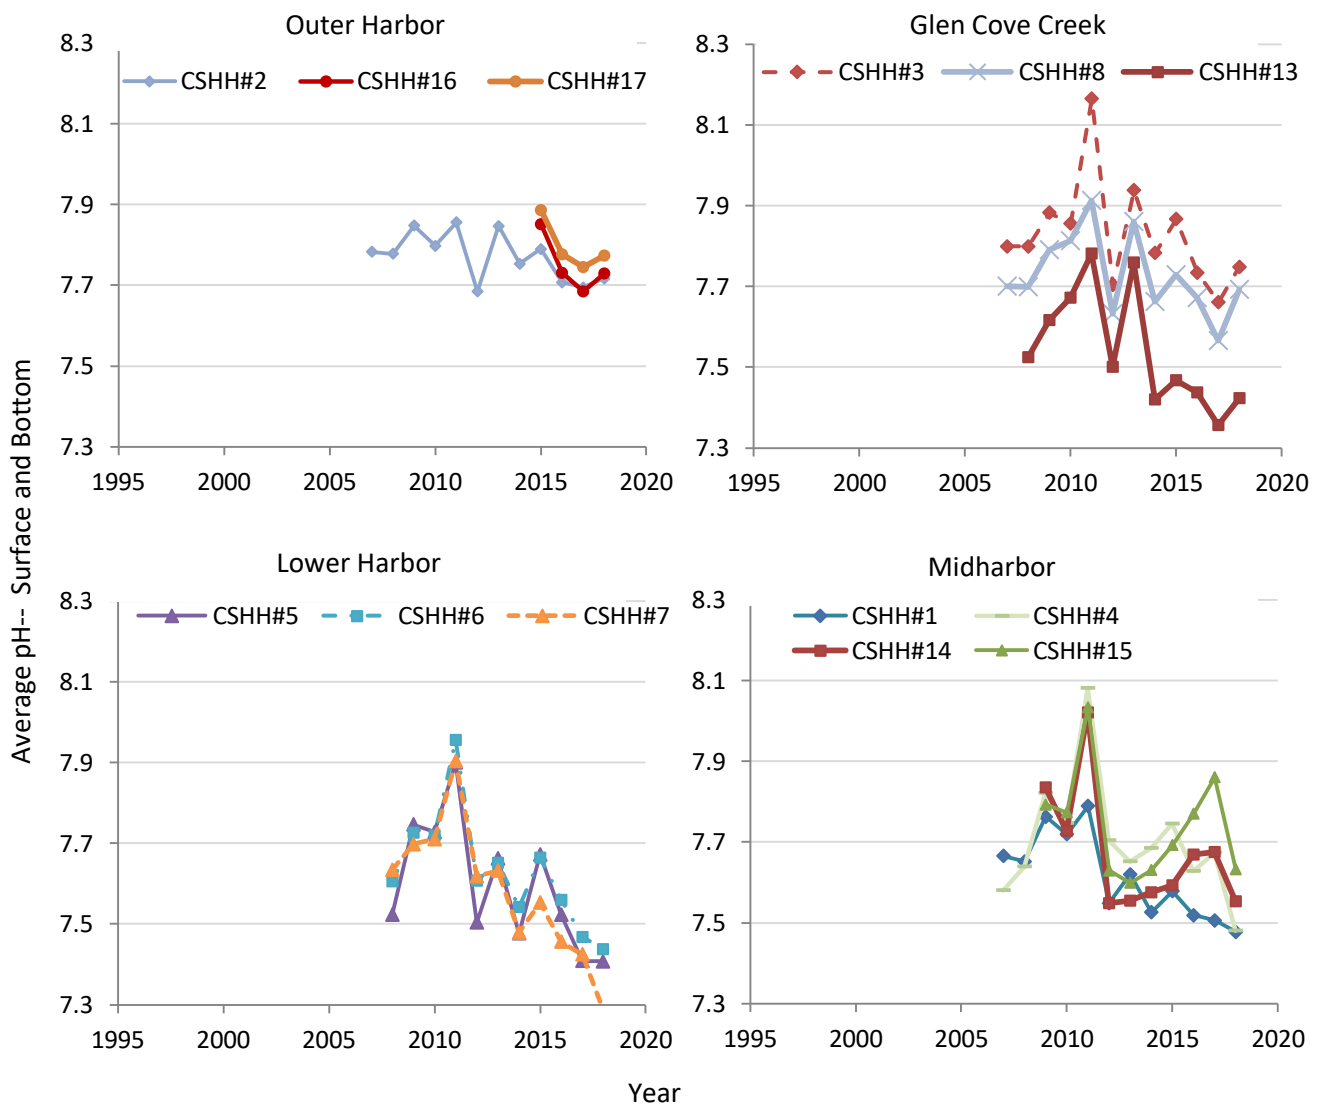 Outer Harbor
8.3
CSHH#2 CSHH#16 CSHH#17
8.1
7.9
7.7
7.5
7.3
1995 2000 2005 2010 2015 2020
Glen Cove Creek
8.3
CSHH#3 CSHH#8 CSHH#13
8.1
7.9
7.7
7.5
7.3
1995 2000 2005 2010 2015 2020
Average pH-- Surface and Bottom
Lower Harbor
8.3
CSHH#5 CSHH#6 CSHH#7
8.1
7.9
7.7
7.5
7.3
1995 2000 2005 2010 2015 2020
Midharbor
8.3
CSHH#1 CSHH#4
CSHH#14 CSHH#15
8.1
7.9
7.7
7.5
7.3
1995 2000 2005 2010 2015 2020
Year